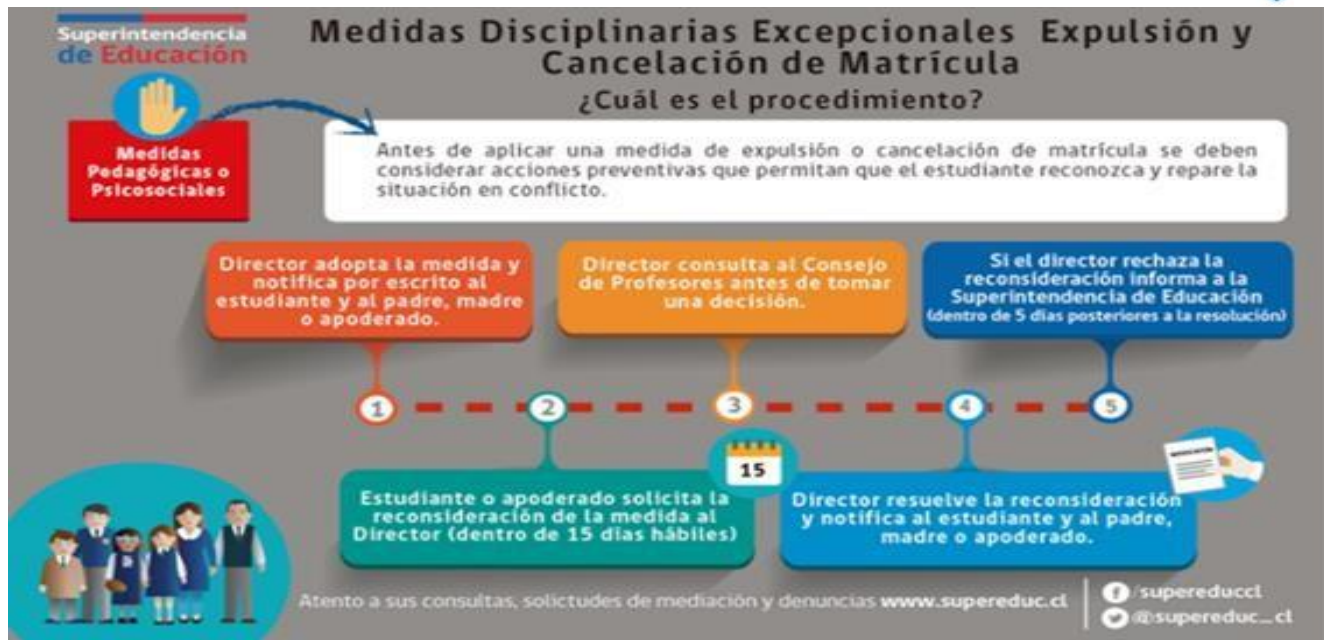 Superintendencia
de Educación
Medidas Disciplinarias Excepcionales Expulsión y
Cancelación de Matrícula
¿Cuál es el procedimiento?
Medidas
Pedagógicas o
Psicosociales
Antes de aplicar una medida de expulsión o cancelación de matrícula se deben
considerar acciones preventivas que permitan que el estudiante reconozca y repare la
situación en conflicto.
Director adopta la medida y
notifica por escrito al
estudiante y al padre, madre
o apoderado.
1
Estudiante o apoderado solicita la
reconsideración de la medida al
Director (dentro de 15 días hábiles)
2
15
Director consulta al Consejo
de Profesores antes de tomar
una decisión.
3
Director resuelve la reconsideración
y notifica al estudiante y al padre,
madre o apoderado.
4
Si el director rechaza la
reconsideración informa a la
Superintendencia de Educación
(dentro de 5 días posteriores a la resolución)
5
Atento a sus consultas, solictudes de mediación y denuncias www.supereduc.cl
/supereduccl
@supereduc_cl